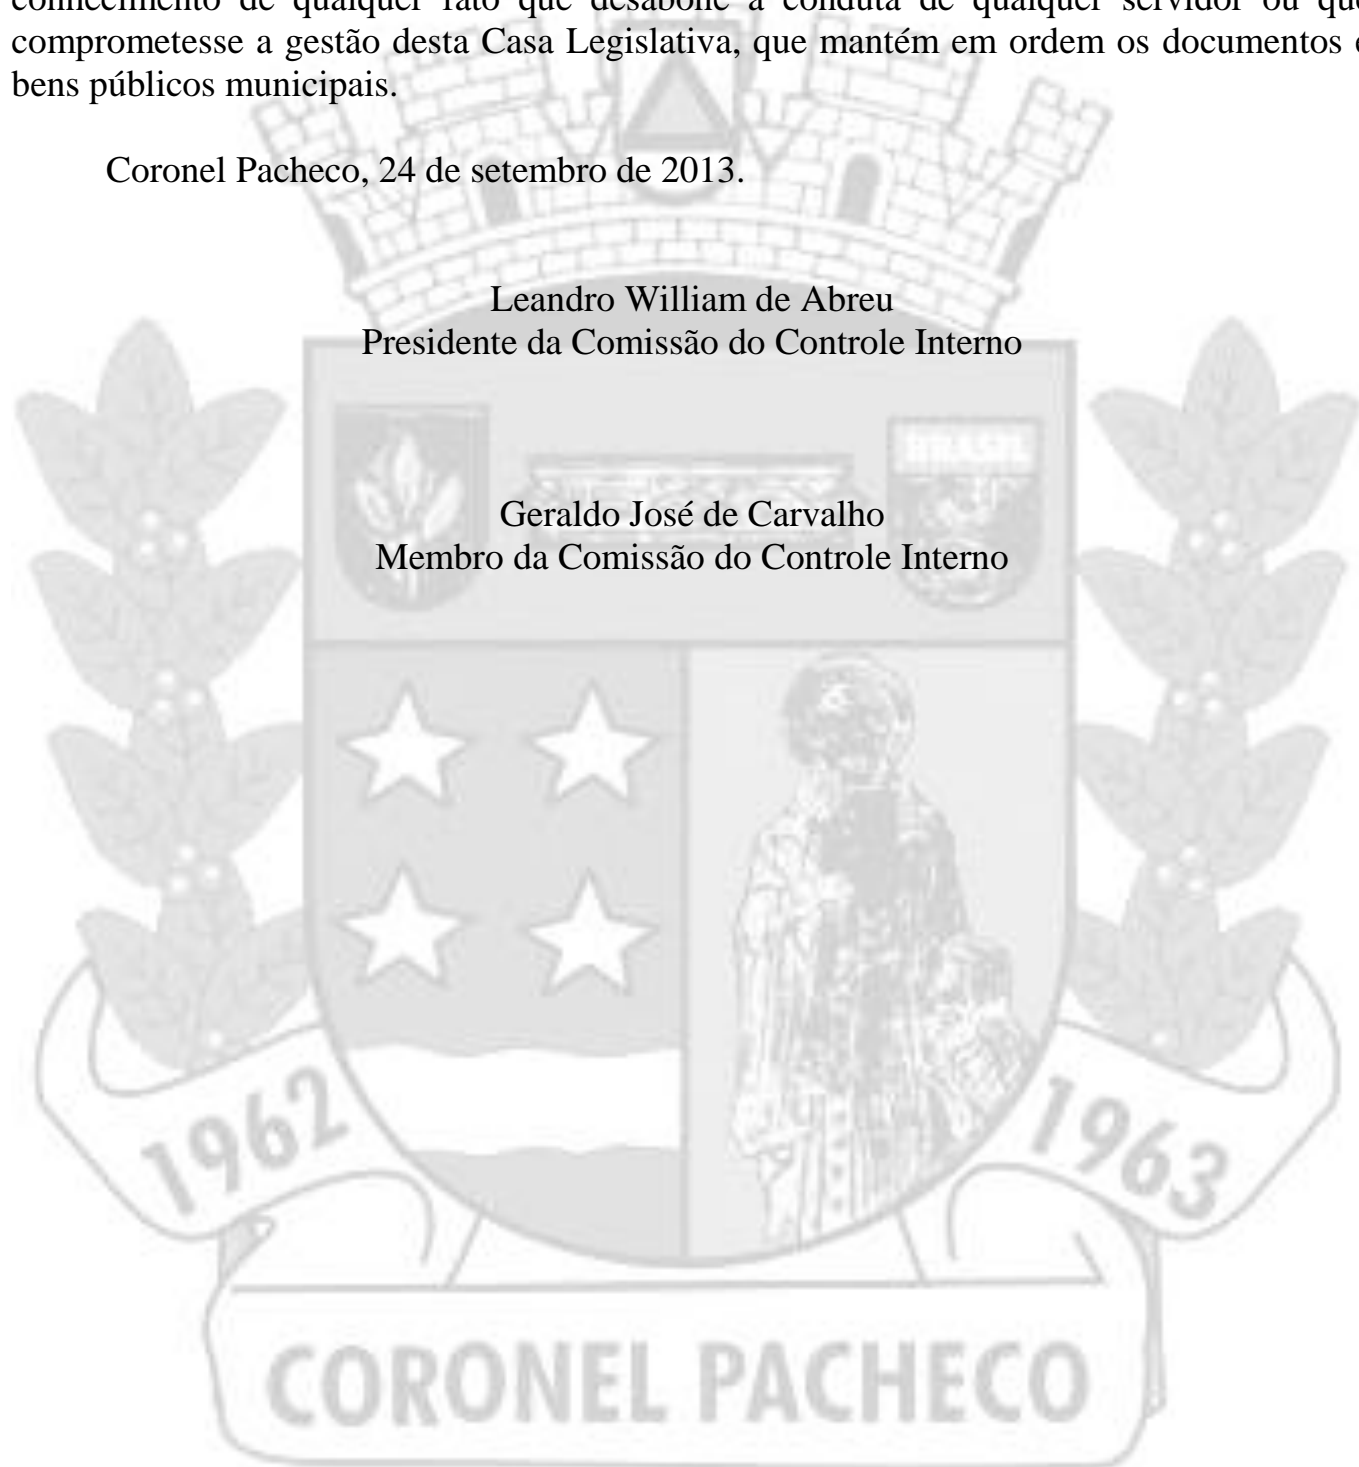 conhecimento de qualquer fato que desabone a conduta de qualquer servidor ou que
comprometesse a gestão desta Casa Legislativa, que mantém em ordem os documentos e
bens públicos municipais.
Coronel Pacheco, 24 de setembro de 2013.
Leandro William de Abreu
Presidente da Comissão do Controle Interno
BRASIL
Geraldo José de Carvalho
Membro da Comissão do Controle Interno
1962
1963
CORONEL PACHECO